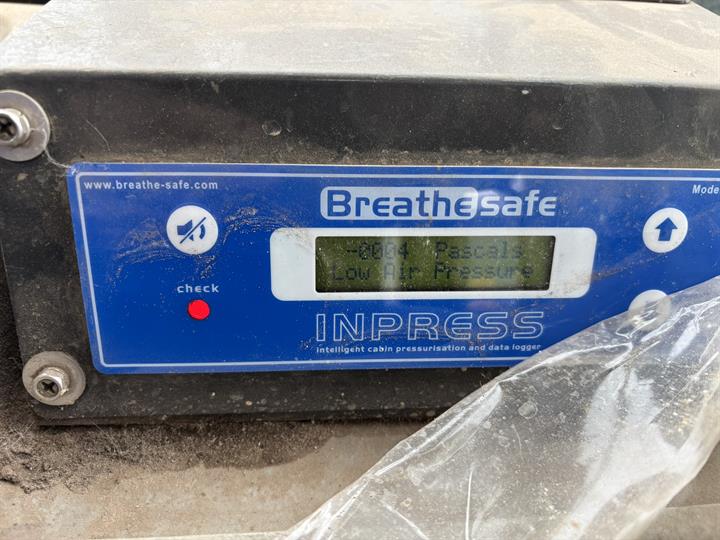 www.breathe-safe.com
Mode
Breathesafe
-0004 Pascals
Low Air Pressure
check
INPRESS
intelligent cabin pressurisation and data logger